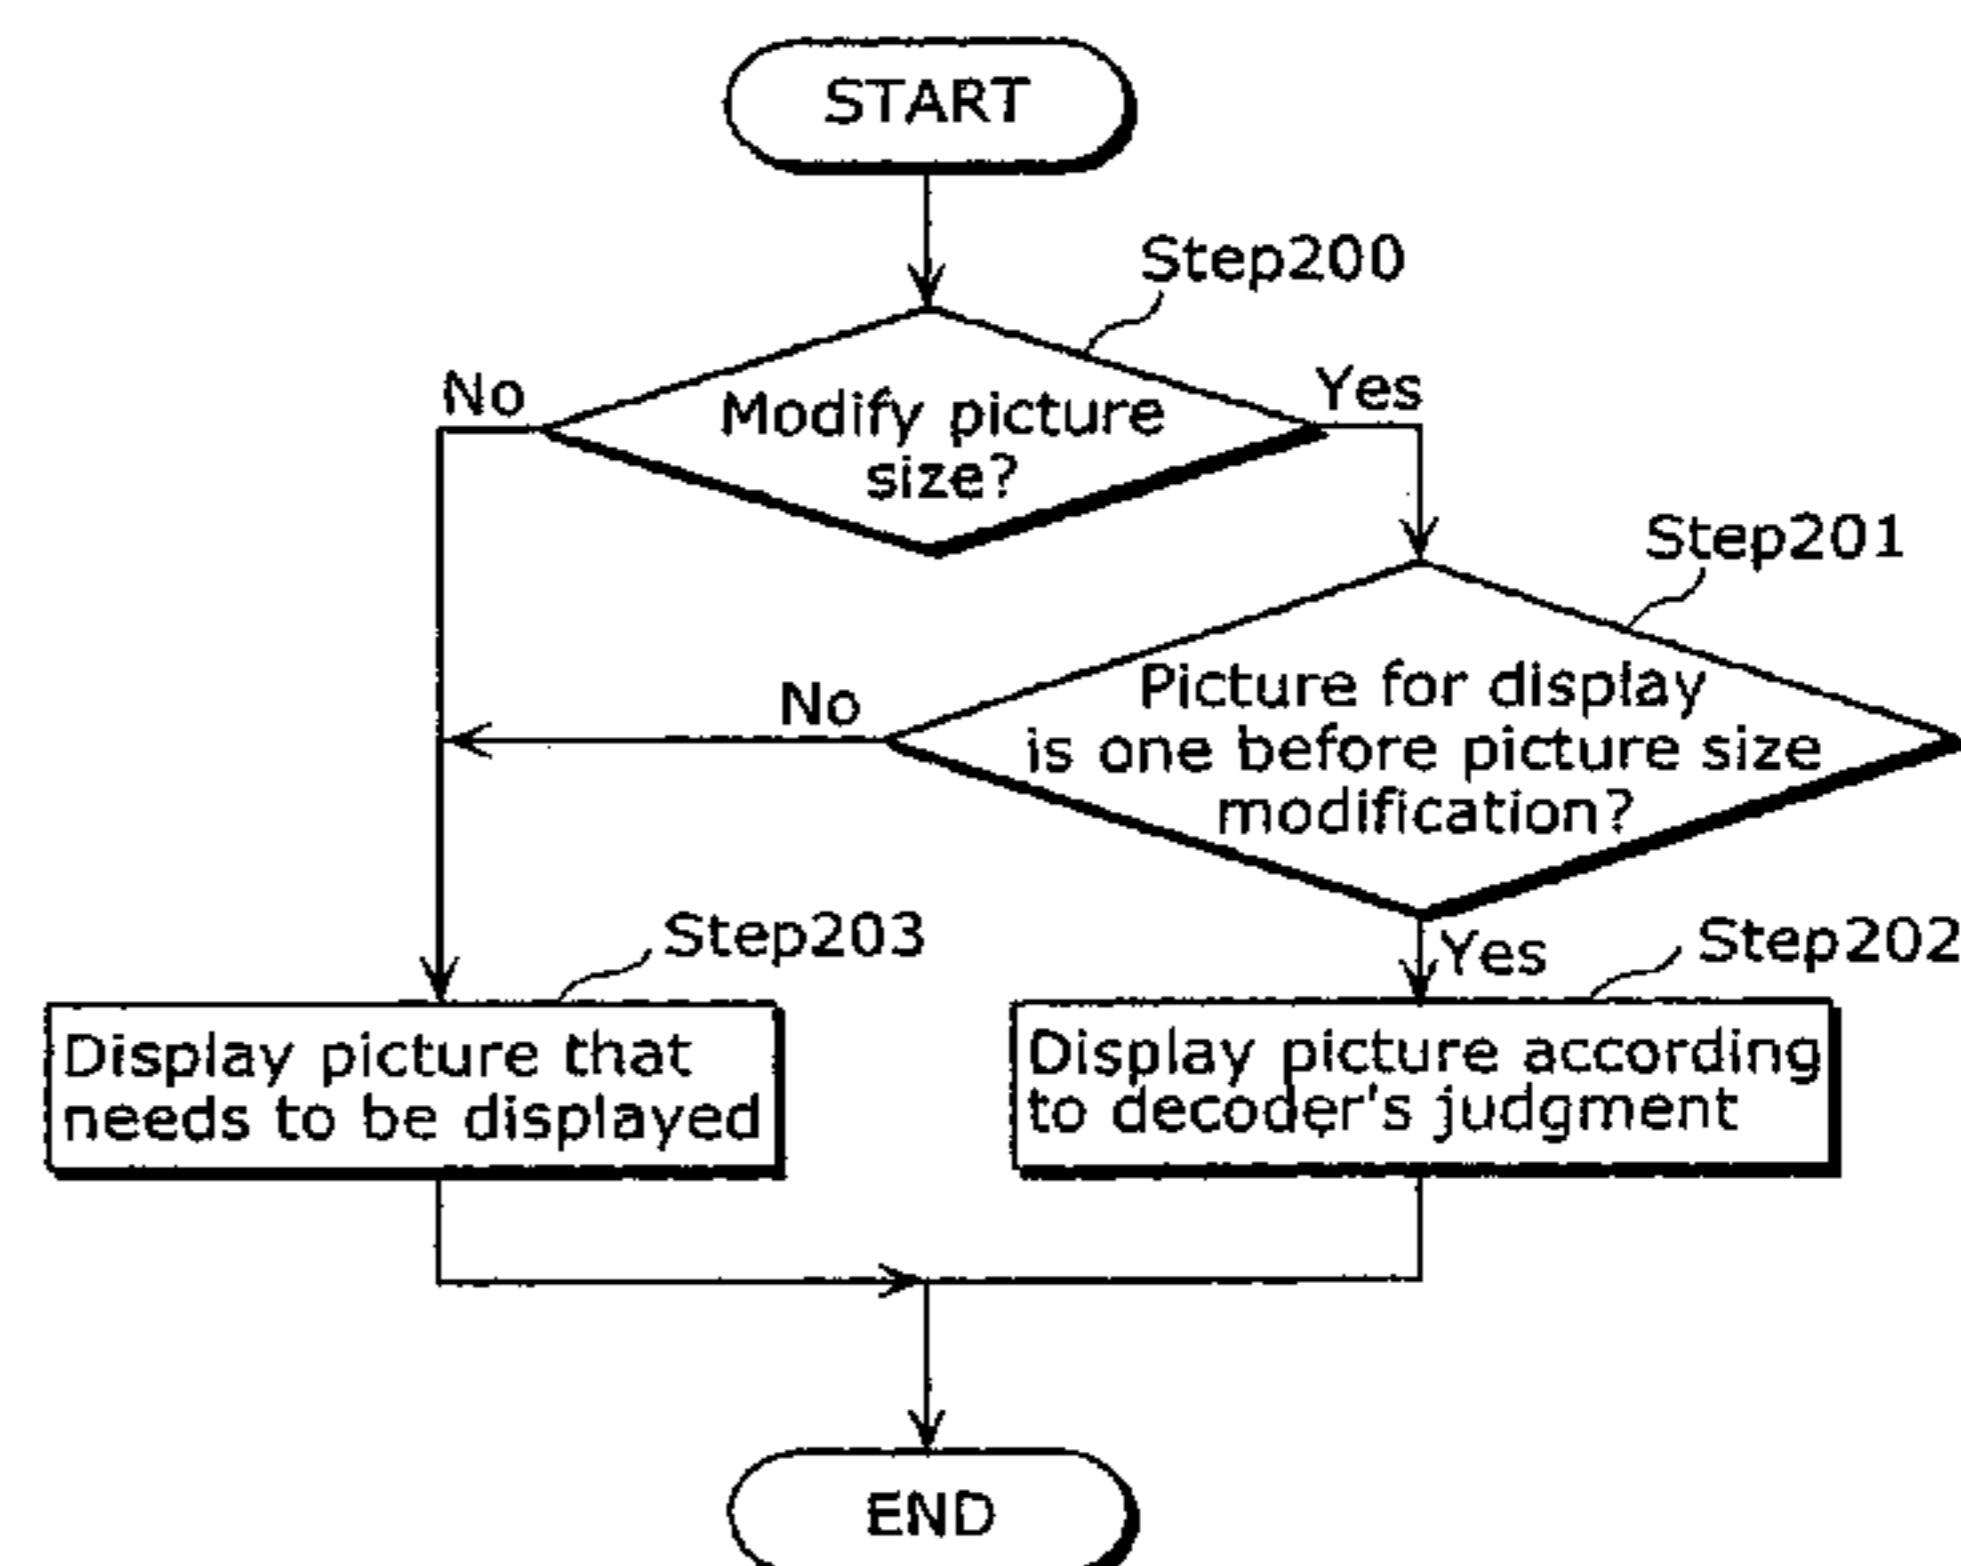 START
Step200
No
Yes
Modify picture
size?
Step201
No
Picture for display
is one before picture size
modification?
Step203
Yes
Step202
Display picture that
needs to be displayed
Display picture according
to decoder's judgment
END